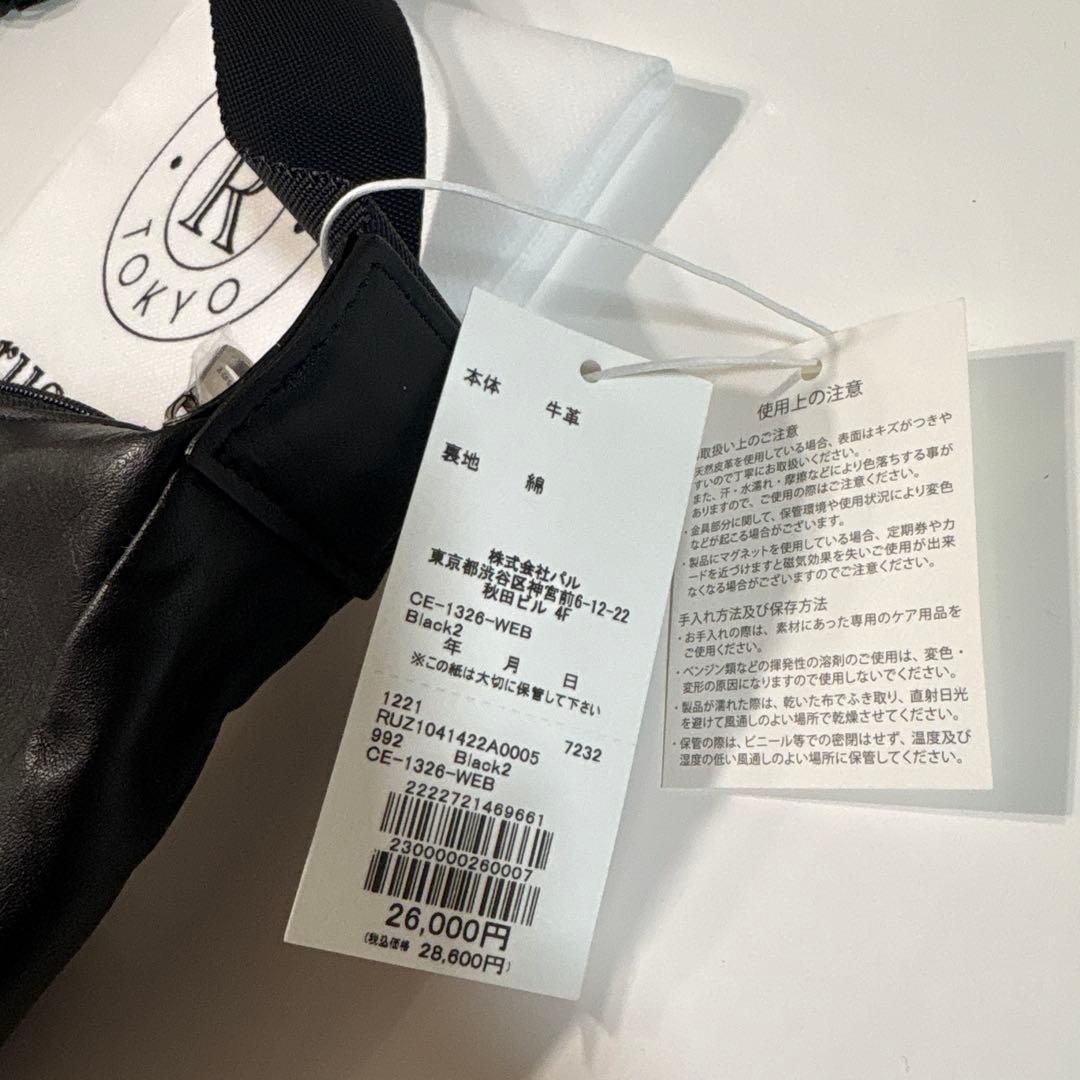 R
TOKYO
本体 牛革
裏地 綿
株式会社パル
東京都渋谷区神宮前6-12-22
秋田ビル 4F
CE-1326-WEB
Black2
年 月 日
※この紙は大切に保管して下さい
1221
RUZ1041422A0005 7232
992 Black2
CE-1326-WEB
2222721469661
2300000260007
26,000円
(税込価格 28,600円)
使用上の注意
取扱い上のご注意
天然皮革を使用している場合、表面はキズがつきや
すいので丁寧にお取扱いください。
また、汗・水濡れ・摩擦などにより色落ちする事が
ありますので、ご使用の際はご注意ください。
・金具部分に関して、保管環境や使用状況により変色
などが起こる場合がございます。
・製品にマグネットを使用している場合、定期券やカ
ードを近づけますと磁気効果を失いご使用が出来
なくなる場合がございますのでご注意ください。
手入れ方法及び保存方法
・お手入れの際は、素材にあった専用のケア用品を
ご使用ください。
・ベンジン類などの揮発性の溶剤のご使用は、変色・
変形の原因になりますので使用しないでください。
・製品が濡れた際は、乾いた布でふき取り、直射日光
を避けて風通しのよい場所で乾燥させてください。
・保管の際は、ビニール等での密閉はせず、温度及び
湿度の低い風通しのよい場所に保管してください。